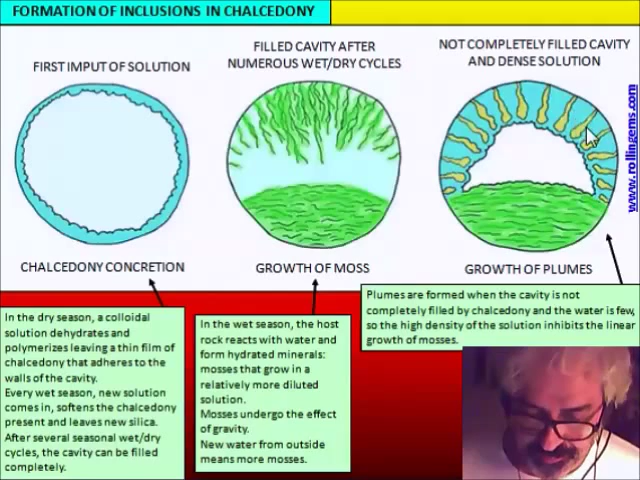 FORMATION OF INCLUSIONS IN CHALCEDONY
FIRST IMPUT OF SOLUTION
FILLED CAVITY AFTER
NUMEROUS WET/DRY CYCLES
NOT COMPLETELY FILLED CAVITY
AND DENSE SOLUTION
www.rollingems.com
CHALCEDONY CONCRETION
GROWTH OF MOSS
GROWTH OF PLUMES
In the dry season, a colloidal
solution dehydrates and
polymerizes leaving a thin film of
chalcedony that adheres to the
walls of the cavity.
Every wet season, new solution
comes in, softens the chalcedony
present and leaves new silica.
After several seasonal wet/dry
cycles, the cavity can be filled
completely.
In the wet season, the host
rock reacts with water and
form hydrated minerals:
mosses that grow in a
relatively more diluted
solution.
Mosses undergo the effect
of gravity.
New water from outside
means more mosses.
Plumes are formed when the cavity is not
completely filled by chalcedony and the water is few,
so the high density of the solution inhibits the linear
growth of mosses.